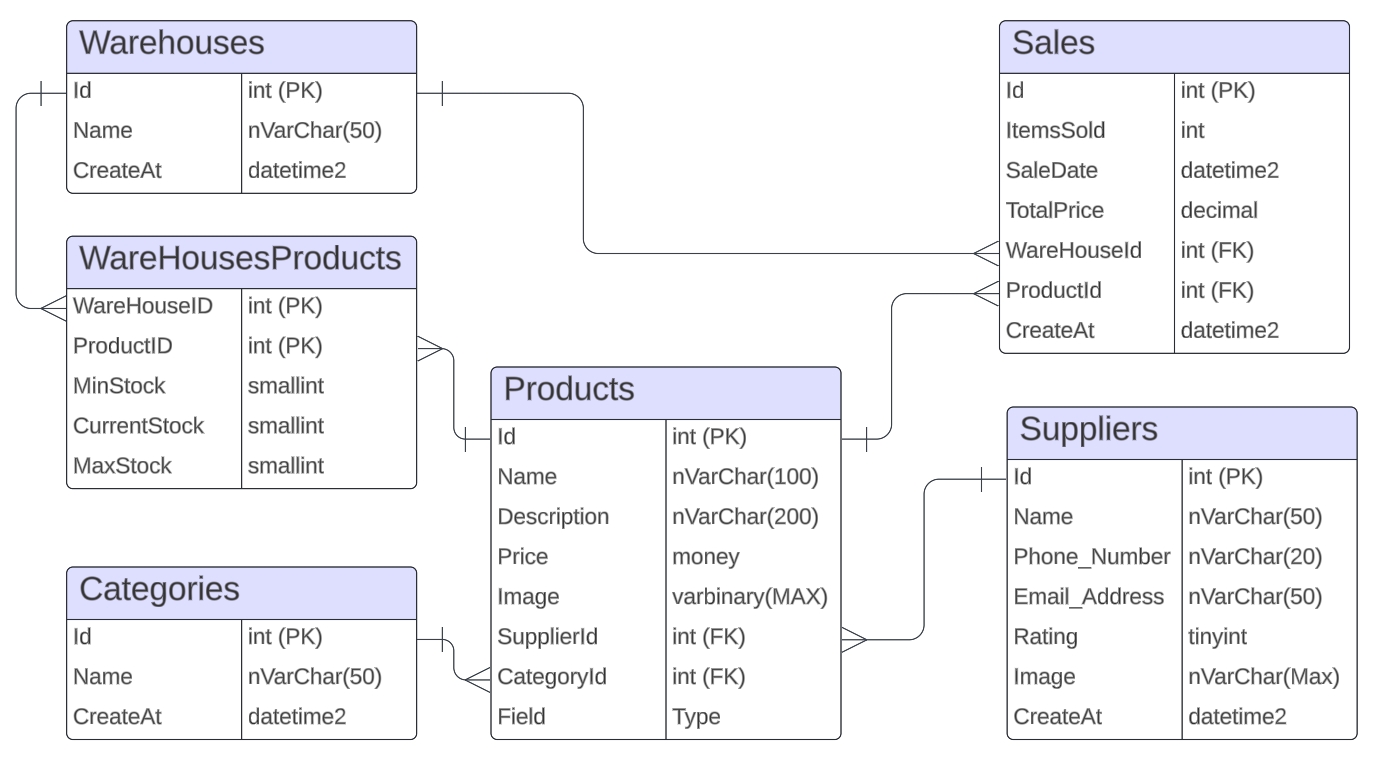 Warehouses
Id int (PK)
Name nVarChar(50)
CreateAt datetime2
WareHousesProducts
WareHouseID int (PK)
ProductID int (PK)
MinStock smallint
CurrentStock smallint
MaxStock smallint
Categories
Id int (PK)
Name nVarChar(50)
CreateAt datetime2
Products
Id int (PK)
Name nVarChar(100)
Description nVarChar(200)
Price money
Image varbinary(MAX)
SupplierId int (FK)
CategoryId int (FK)
Field Type
Sales
Id int (PK)
ItemsSold int
SaleDate datetime2
TotalPrice decimal
WareHouseId int (FK)
ProductId int (FK)
CreateAt datetime2
Suppliers
Id int (PK)
Name nVarChar(50)
Phone_Number nVarChar(20)
Email_Address nVarChar(50)
Rating tinyint
Image nVarChar(Max)
CreateAt datetime2